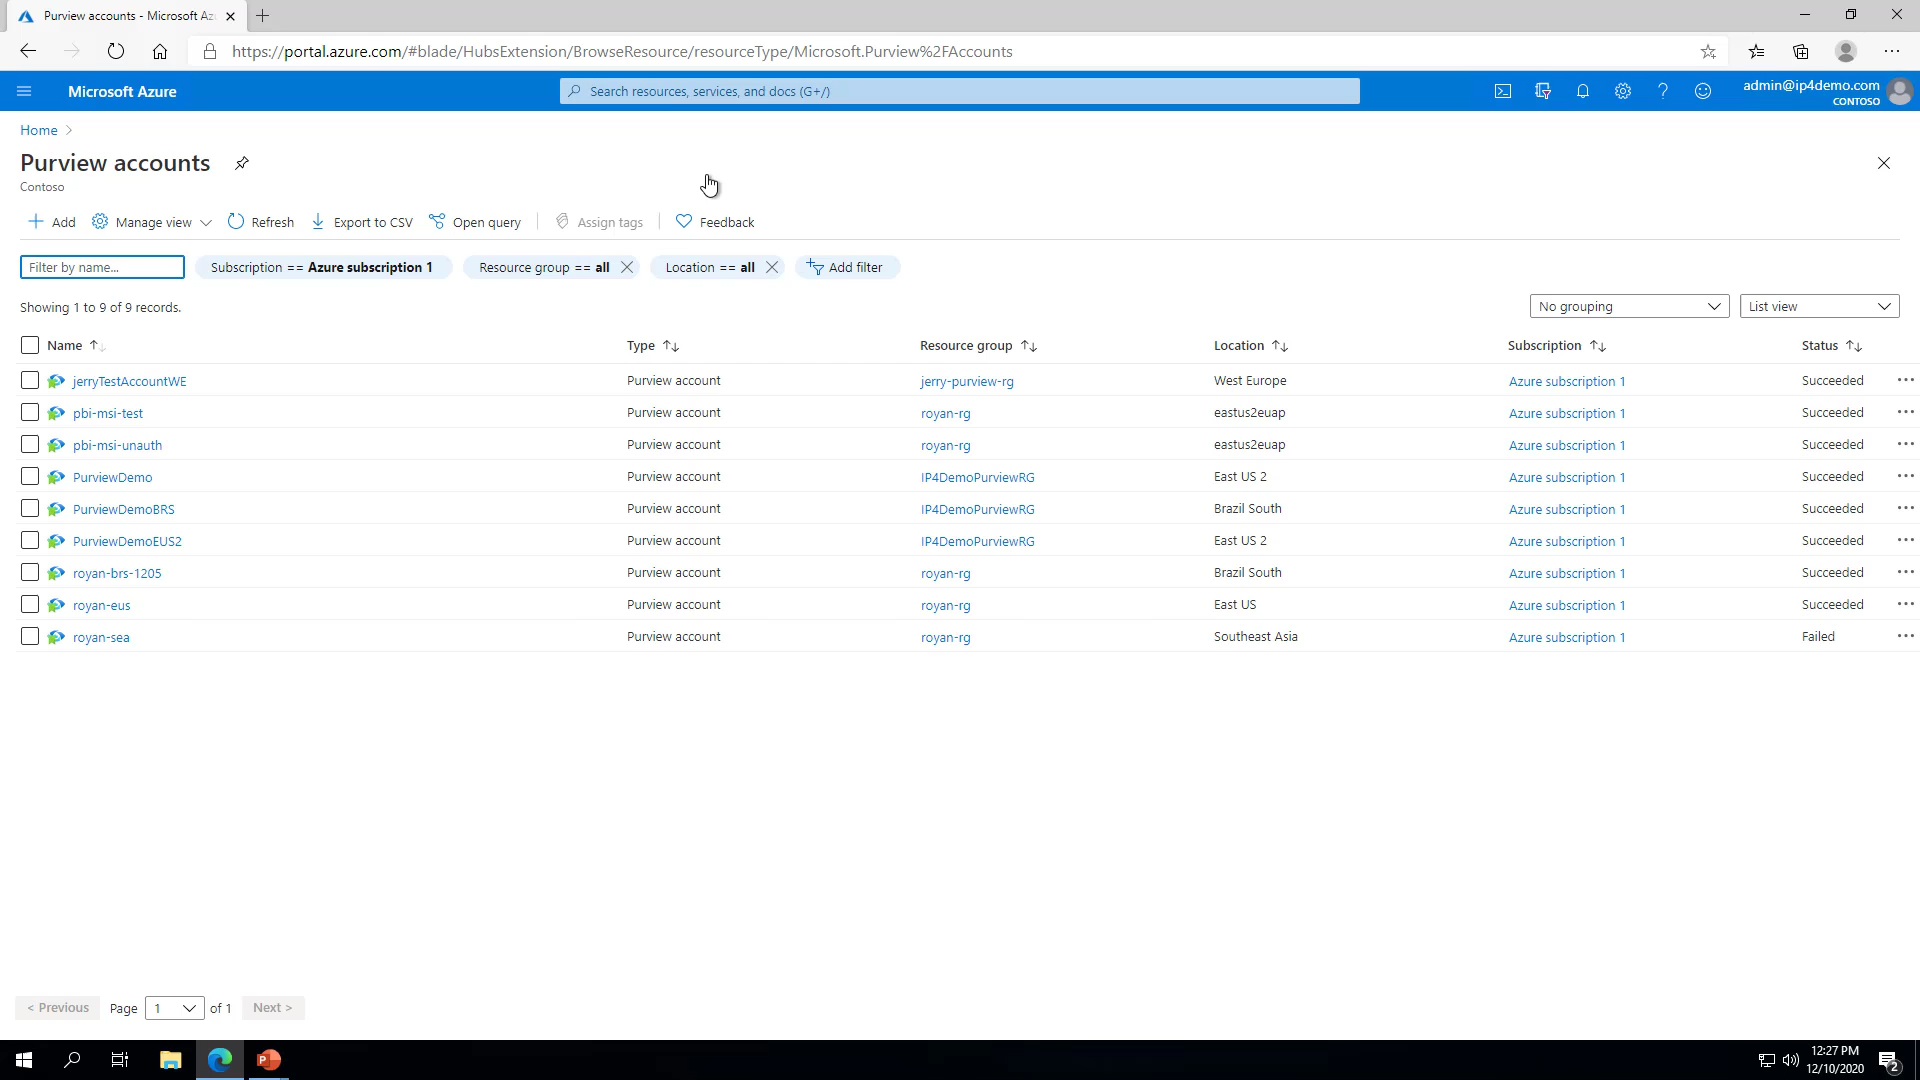 Purview accounts - Microsoft Az
https://portal.azure.com/#blade/HubsExtension/BrowseResource/resourceType/Microsoft.Purview%2FAccounts
Microsoft Azure
Search resources, services, and docs (G+/)
admin@ip4demo.com
CONTOSO
Home
Purview accounts
Contoso
Add Manage view Refresh Export to CSV Open query Assign tags Feedback
Filter by name... Subscription == Azure subscription 1 Resource group == all Location == all Add filter
Showing 1 to 9 of 9 records. No grouping List view
Name Type Resource group Location Subscription Status
jerryTestAccountWE Purview account jerry-purview-rg West Europe Azure subscription 1 Succeeded
pbi-msi-test Purview account royan-rg eastus2euap Azure subscription 1 Succeeded
pbi-msi-unauth Purview account royan-rg eastus2euap Azure subscription 1 Succeeded
PurviewDemo Purview account IP4DemoPurviewRG East US 2 Azure subscription 1 Succeeded
PurviewDemoBRS Purview account IP4DemoPurviewRG Brazil South Azure subscription 1 Succeeded
PurviewDemoEUS2 Purview account IP4DemoPurviewRG East US 2 Azure subscription 1 Succeeded
royan-brs-1205 Purview account royan-rg Brazil South Azure subscription 1 Succeeded
royan-eus Purview account royan-rg East US Azure subscription 1 Succeeded
royan-sea Purview account royan-rg Southeast Asia Azure subscription 1 Failed
< Previous Page 1 of 1 Next >
P
12:27 PM
12/10/2020
2